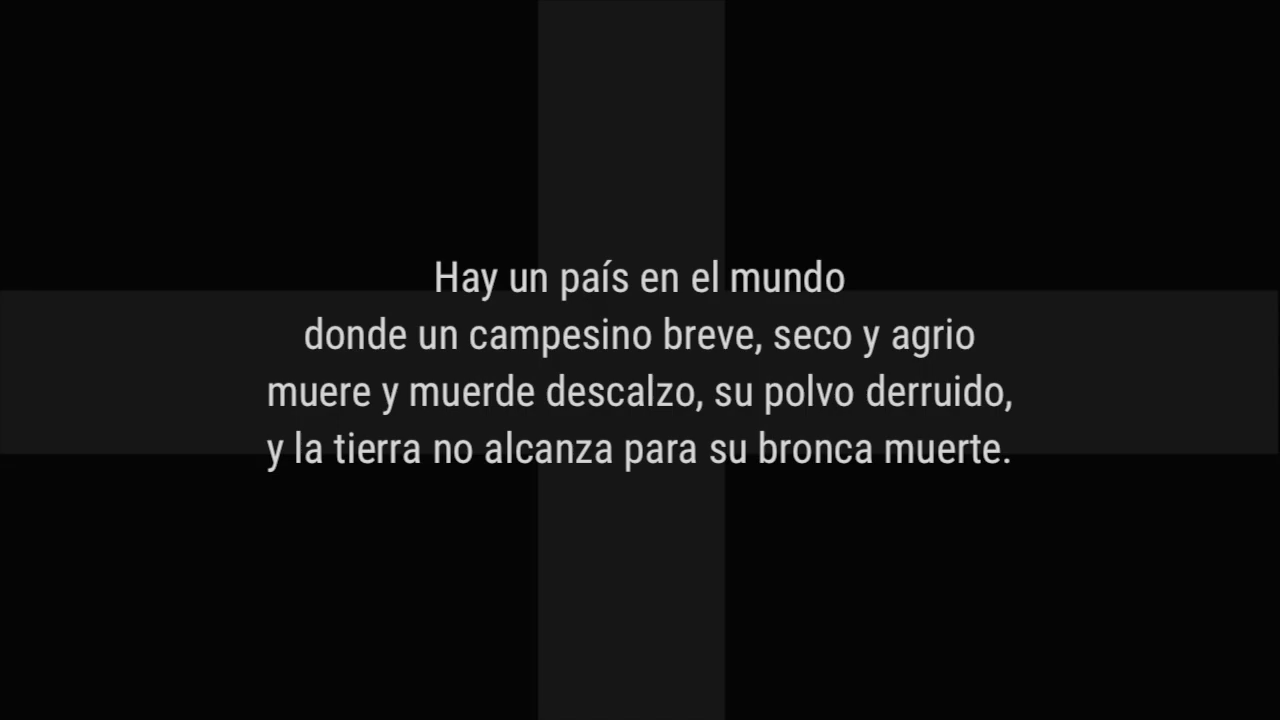 Hay un país en el mundo
donde un campesino breve, seco y agrio
muere y muerde descalzo, su polvo derruido,
y la tierra no alcanza para su bronca muerte.